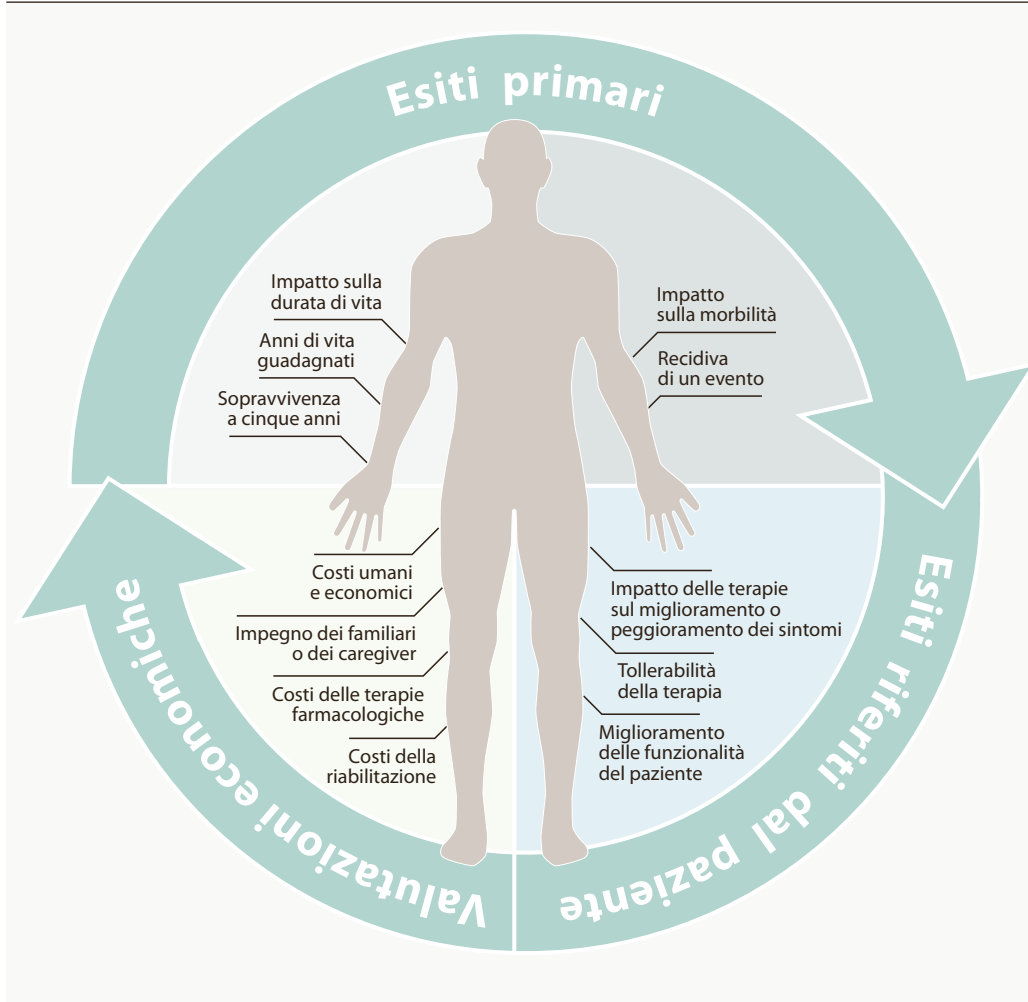 Esiti primari
Impatto sulla
durata di vita
Anni di vita
guadagnati
Sopravvivenza
a cinque anni
Impatto
sulla morbilità
Recidiva
di un evento
Costi umani
e economici
Impegno dei familiari
o dei caregiver
Costi delle terapie
farmacologiche
Costi della
riabilitazione
Impatto delle terapie
sul miglioramento o
peggioramento dei sintomi
Tollerabilità
della terapia
Miglioramento
delle funzionalità
del paziente
Esiti riferiti dal paziente
Valutazioni economiche